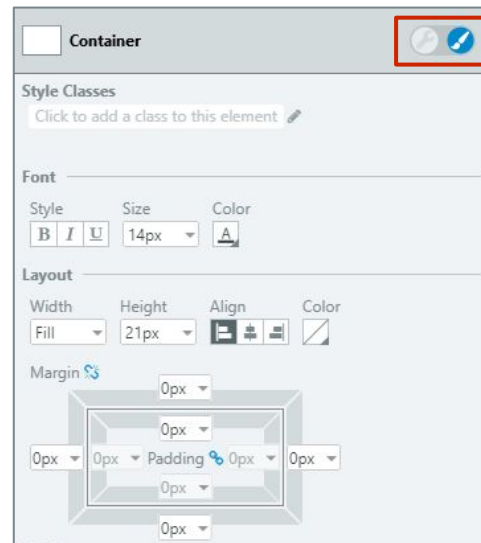 Container
Style Classes
Click to add a class to this element
Font
Style Size Color
B I U 14px A
Layout
Width Height Align Color
Fill 21px
Margin
0px
0px
0px 0px Padding 0px 0px
0px
0px